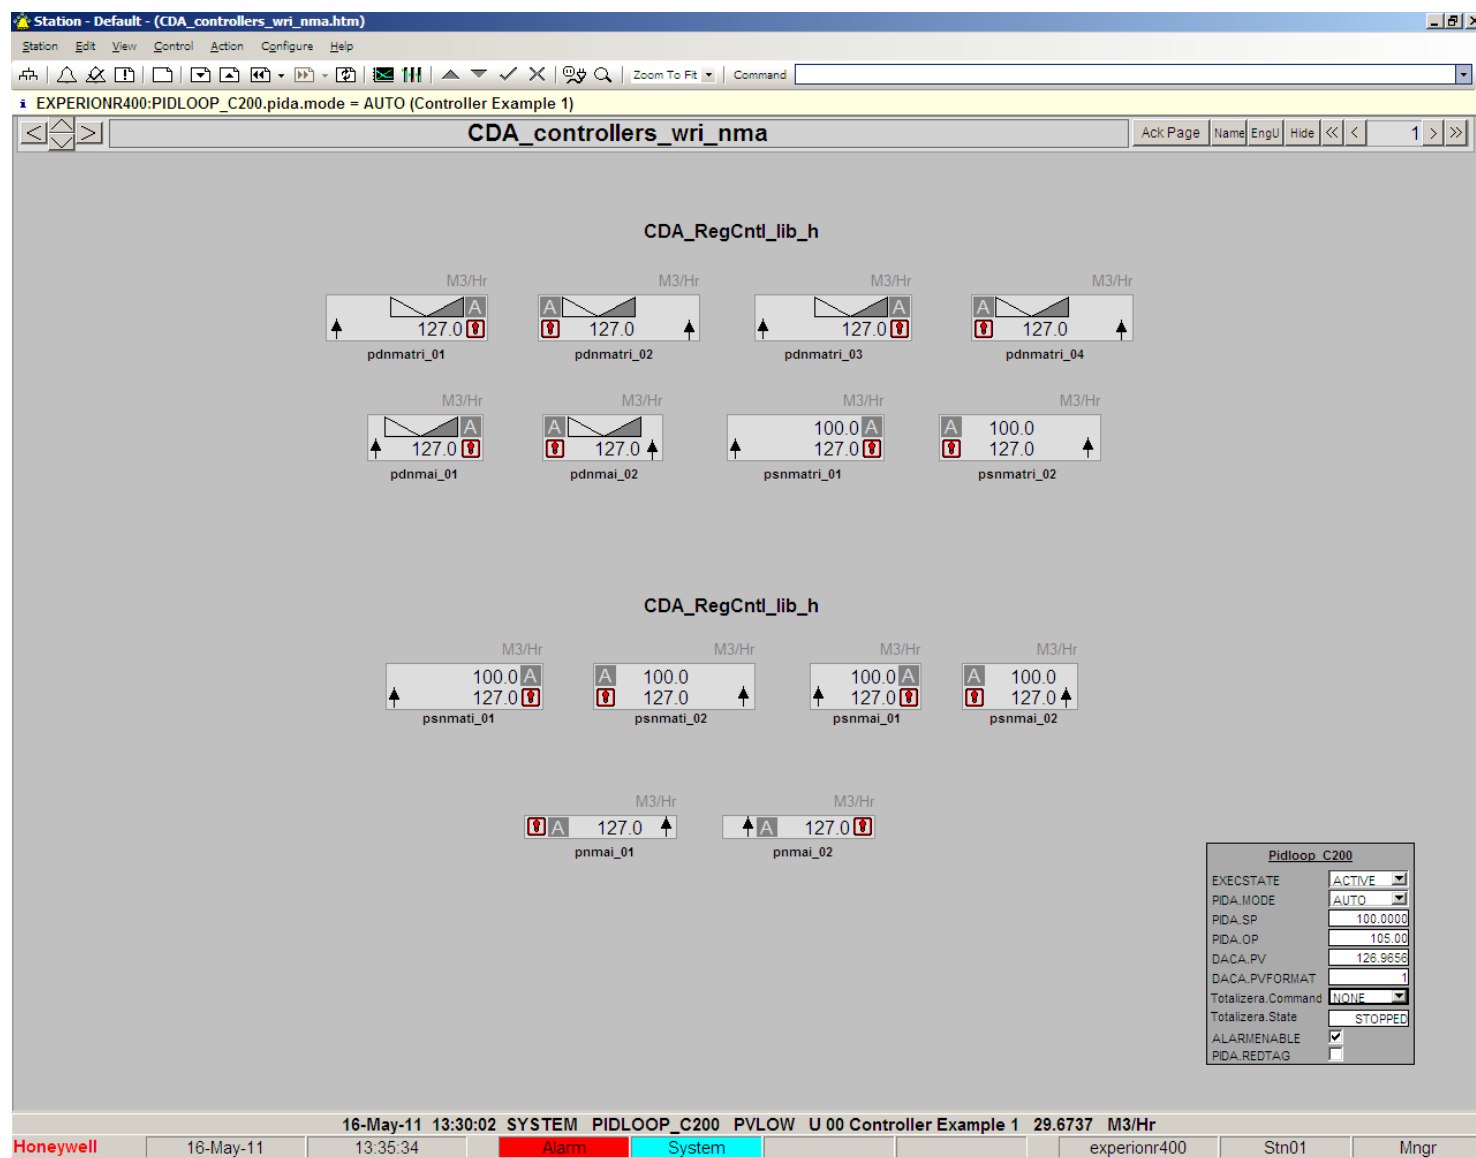 Station - Default - (CDA_controllers_wri_nma.htm)
Station Edit View Control Action Configure Help
Zoom To Fit Command
EXPERIONR400:PIDLOOP_C200.pida.mode = AUTO (Controller Example 1)
CDA_controllers_wri_nma Ack Page Name EngU Hide 1
CDA_RegCntl_lib_h
M3/Hr M3/Hr M3/Hr M3/Hr
A A A A
127.0 127.0 127.0 127.0
pdnmatri_01 pdnmatri_02 pdnmatri_03 pdnmatri_04
M3/Hr M3/Hr M3/Hr M3/Hr
A A 100.0 A A 100.0
127.0 127.0 127.0 127.0
pdnmai_01 pdnmai_02 psnmatri_01 psnmatri_02
CDA_RegCntl_lib_h
M3/Hr M3/Hr M3/Hr M3/Hr
100.0 A A 100.0 100.0 A A 100.0
127.0 127.0 127.0 127.0
psnmati_01 psnmati_02 psnmai_01 psnmai_02
M3/Hr M3/Hr
A 127.0 A 127.0
pnmai_01 pnmai_02
Pidloop_C200
EXECSTATE ACTIVE
PIDA.MODE AUTO
PIDA.SP 100.0000
PIDA.OP 105.00
DACA.PV 126.9656
DACA.PVFORMAT 1
Totalizera.Command NONE
Totalizera.State STOPPED
ALARMENABLE
PIDA.REDTAG
16-May-11 13:30:02 SYSTEM PIDLOOP_C200 PVLOW U 00 Controller Example 1 29.6737 M3/Hr
Honeywell 16-May-11 13:35:34 Alarm System experionr400 Stn01 Mngr